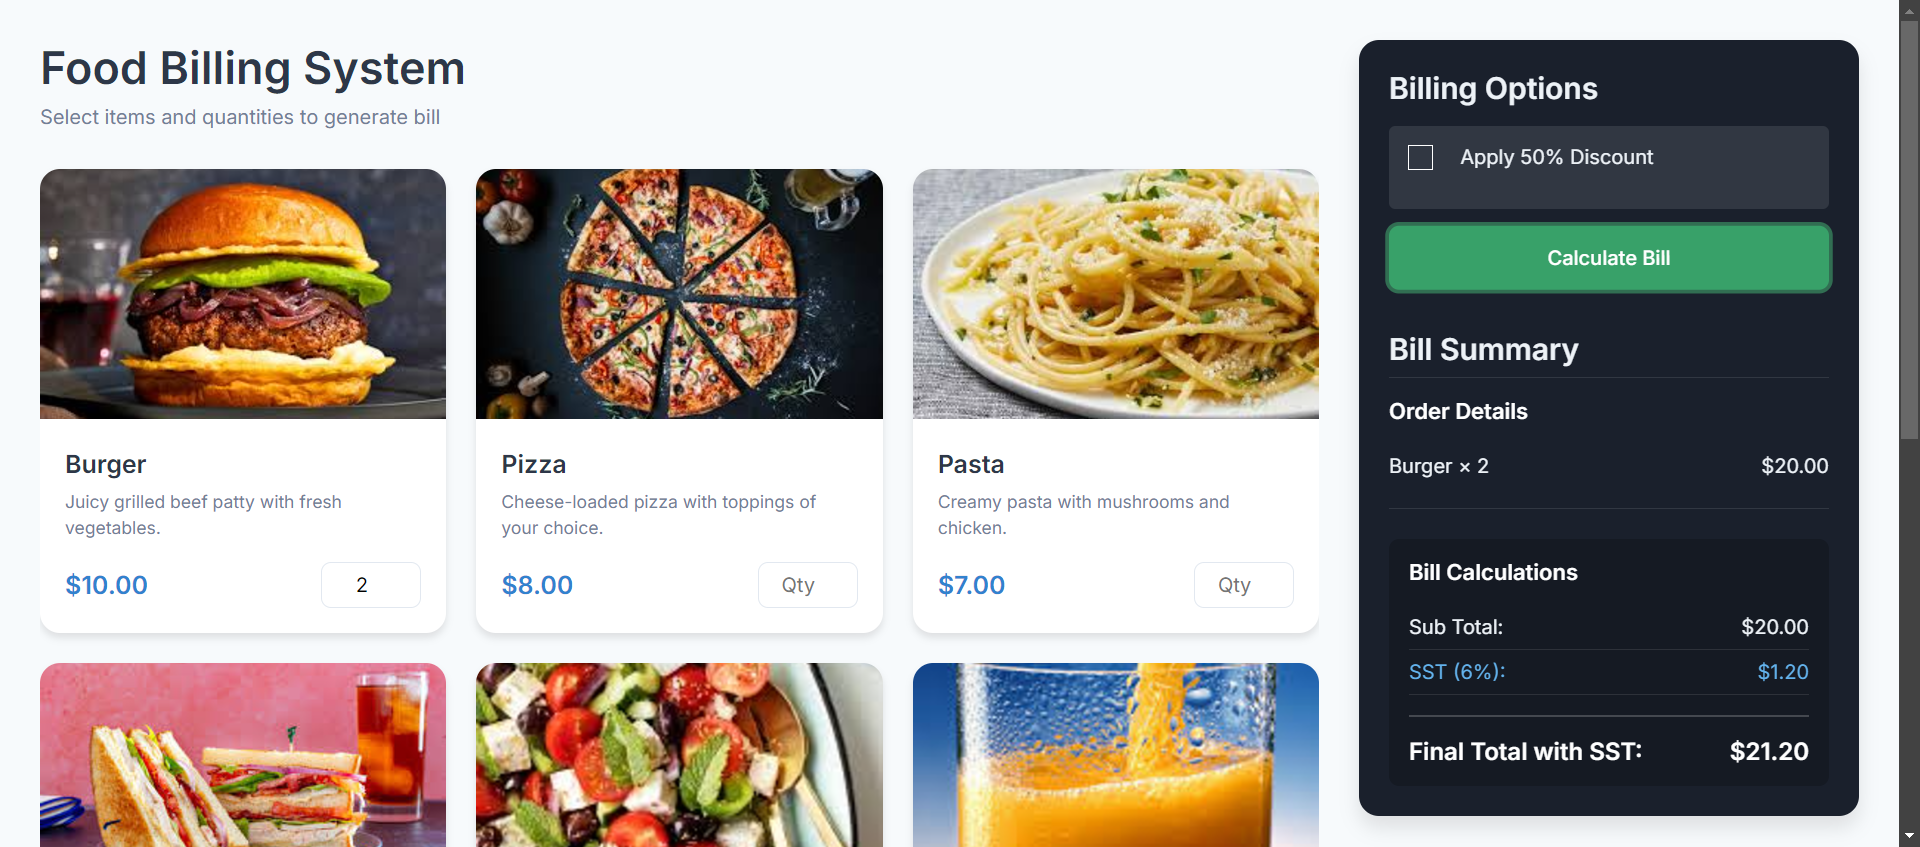 Food Billing System
Select items and quantities to generate bill
Burger
Juicy grilled beef patty with fresh
vegetables.
$10.00
2
Pizza
Cheese-loaded pizza with toppings of
your choice.
$8.00
Qty
Pasta
Creamy pasta with mushrooms and
chicken.
$7.00
Qty
Billing Options
Apply 50% Discount
Calculate Bill
Bill Summary
Order Details
Burger × 2 $20.00
Bill Calculations
Sub Total: $20.00
SST (6%): $1.20
Final Total with SST: $21.20